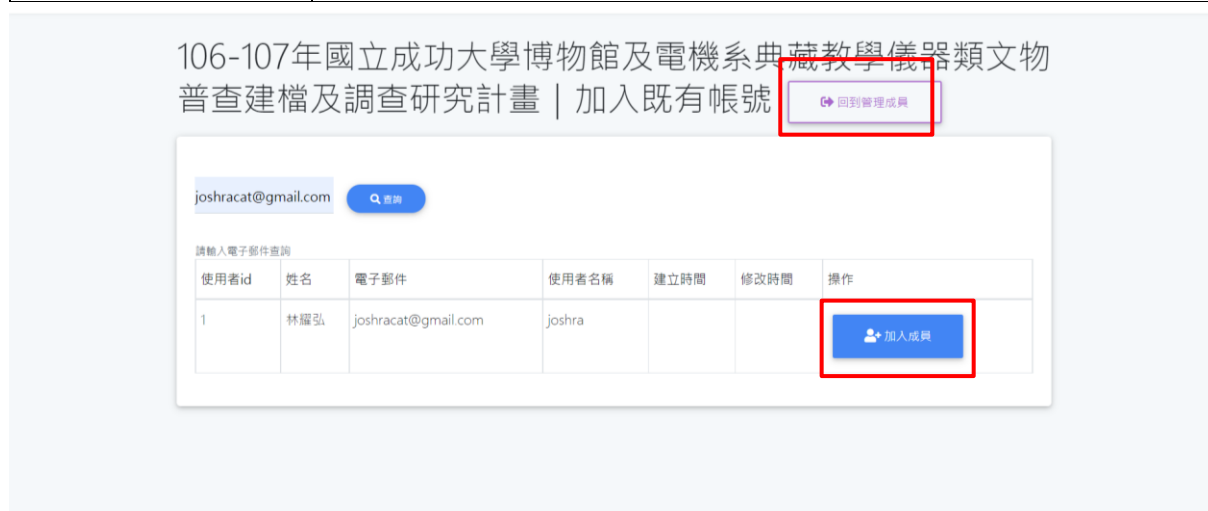 106-107年國立成功大學博物館及電機系典藏教學儀器類文物
普查建檔及調查研究計畫 | 加入既有帳號 回到管理成員
joshracat@gmail.com 查詢
請輸入電子郵件查詢
使用者id 姓名 電子郵件 使用者名稱 建立時間 修改時間 操作
1 林耀弘 joshracat@gmail.com joshra 加入成員